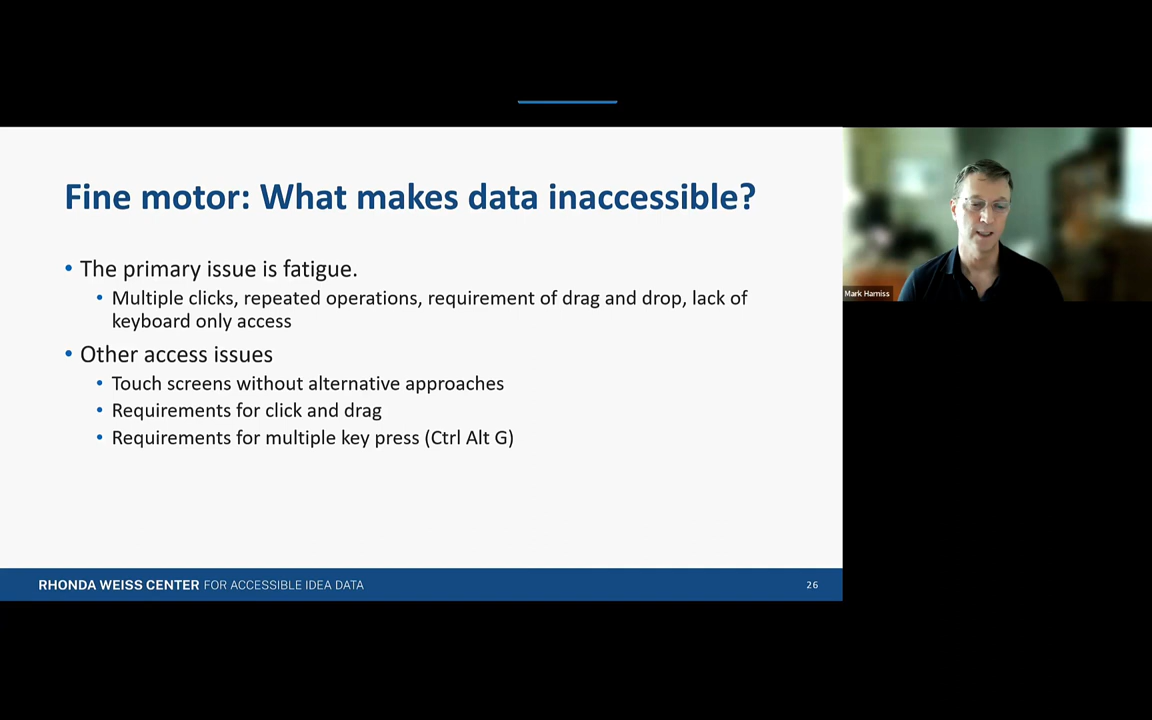 Fine motor: What makes data inaccessible?
• The primary issue is fatigue.
• Multiple clicks, repeated operations, requirement of drag and drop, lack of
keyboard only access
• Other access issues
• Touch screens without alternative approaches
• Requirements for click and drag
• Requirements for multiple key press (Ctrl Alt G)
RHONDA WEISS CENTER FOR ACCESSIBLE IDEA DATA
26
Mark Harniss